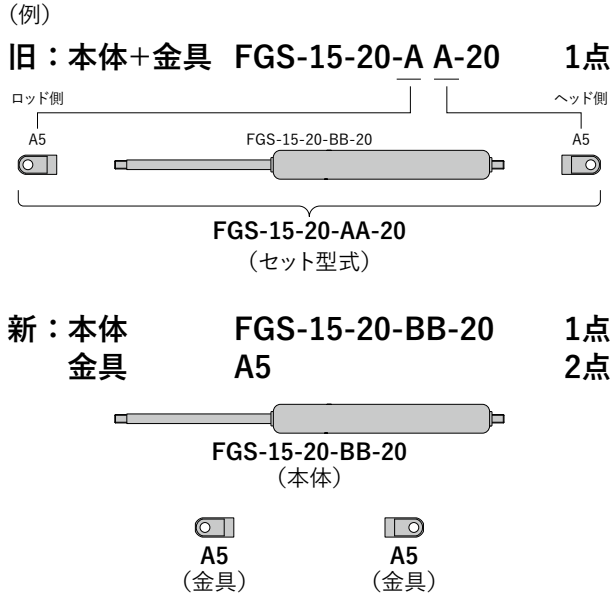 （例）
旧：本体＋金具 FGS-15-20-A A-20 1点
ロッド側 ヘッド側
A5 FGS-15-20-BB-20 A5
FGS-15-20-AA-20
（セット型式）
新：本体 FGS-15-20-BB-20 1点
金具 A5 2点
FGS-15-20-BB-20
（本体）
A5 A5
（金具） （金具）